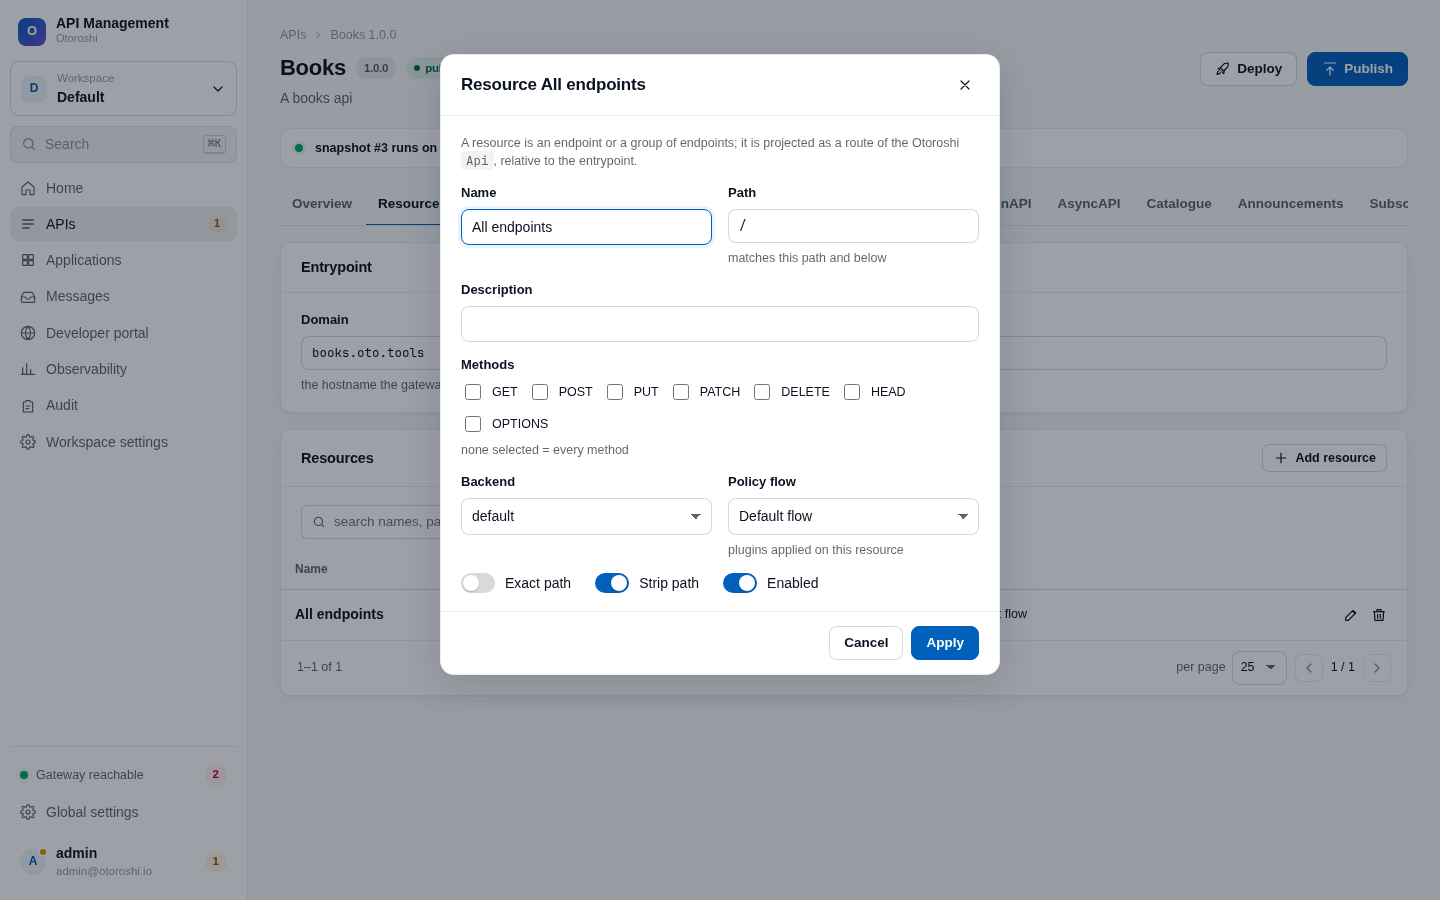 API Management
Otoroshi
Workspace
Default
Search
⌘K
Home
APIs
1
Applications
Messages
Developer portal
Observability
Audit
Workspace settings
Gateway reachable
2
Global settings
A
admin
admin@otoroshi.io
1
O
D
APIs > Books 1.0.0
Books
1.0.0
A books api
Deploy
Publish
snapshot #3 runs on
Overview
AsyncAPI
Catalogue
Announcements
Entrypoint
Domain
books.oto.tools
the hostname the
Resources
Add resource
search names,
Name
All endpoints
flow
1–1 of 1
per page
25
1 / 1
Resource All endpoints
A resource is an endpoint or a group of endpoints; it is projected as a route of the Otoroshi
Api, relative to the entrypoint.
Name
Path
All endpoints
/
matches this path and below
Description
Methods
GET POST PUT PATCH DELETE HEAD
OPTIONS
none selected = every method
Backend
Policy flow
default
Default flow
plugins applied on this resource
Exact path
Strip path
Enabled
Cancel
Apply